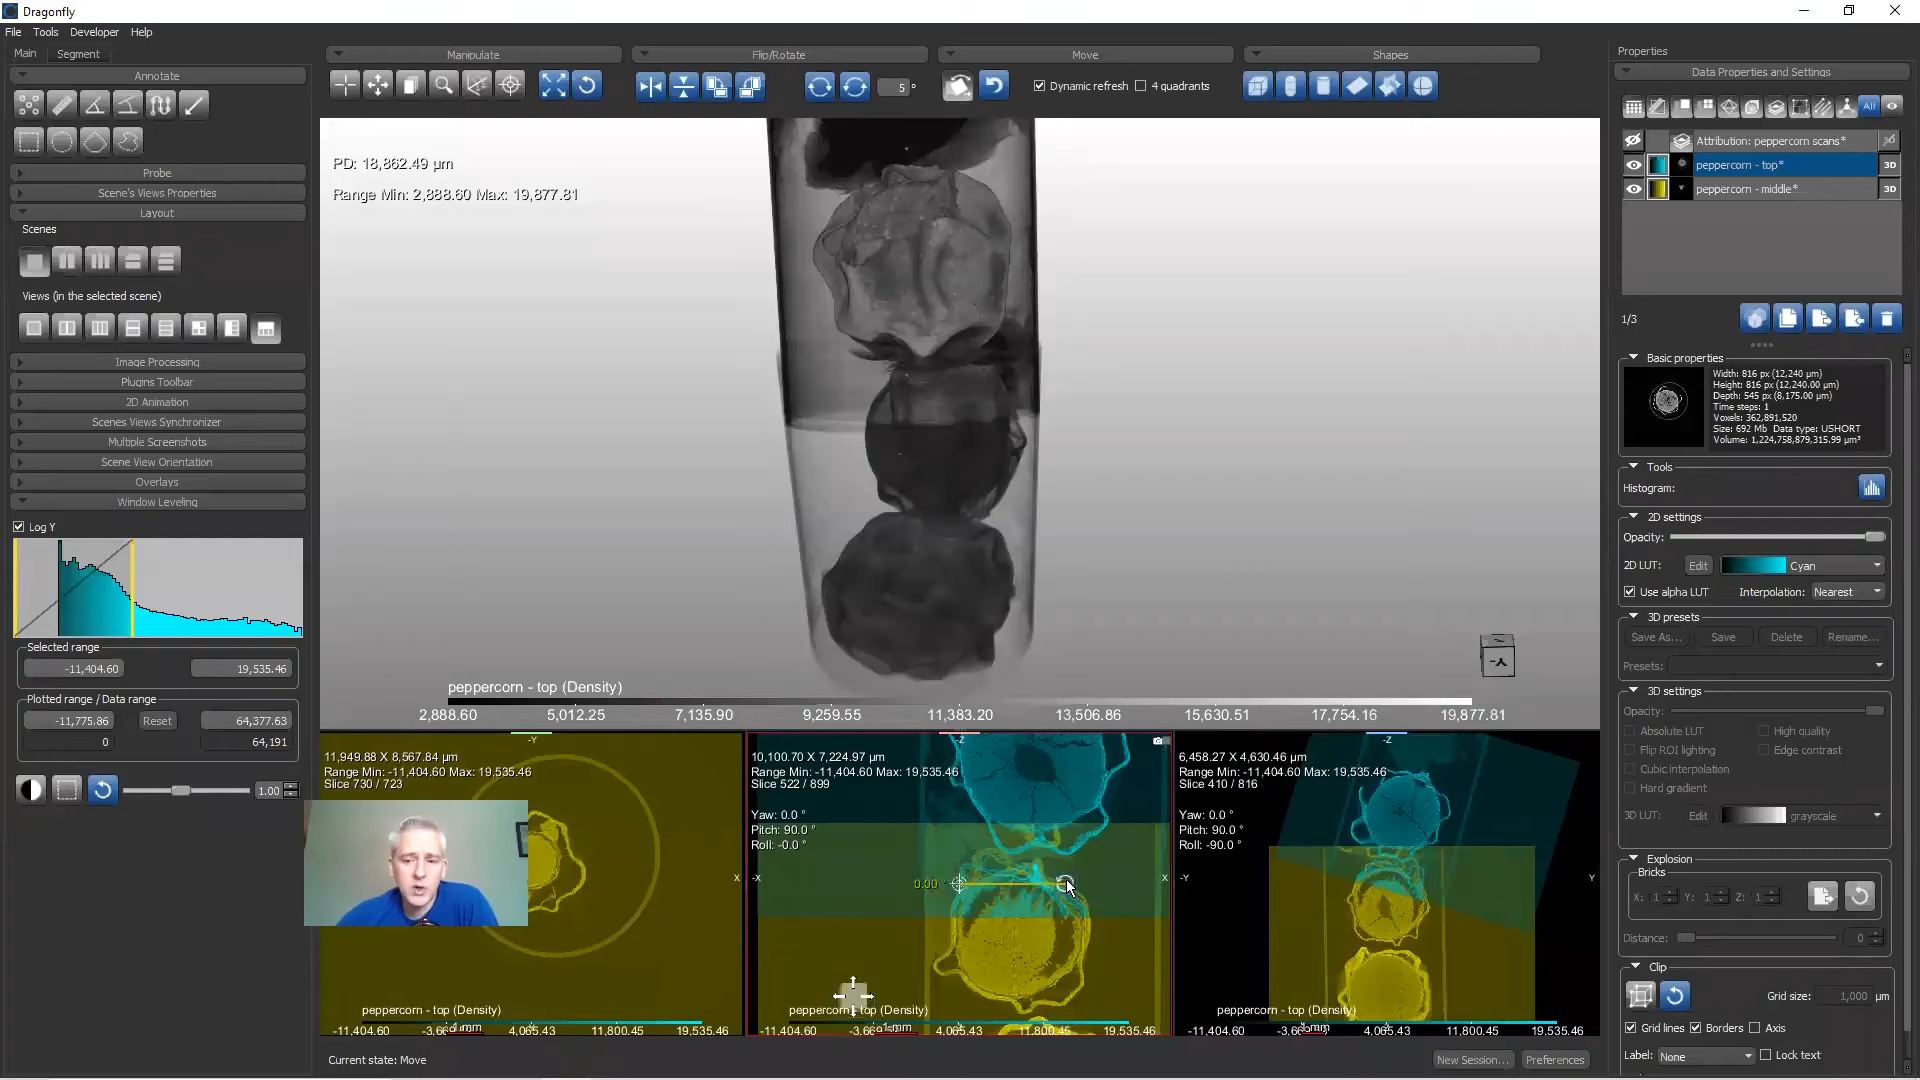 Dragonfly
File Tools Developer Help
Main Segment
Annotate
Probe
Scene's Views Properties
Layout
Scenes
Views (in the selected scene)
Image Processing
Plugins Toolbar
2D Animation
Scenes Views Synchronizer
Multiple Screenshots
Scene View Orientation
Overlays
Window Leveling
Log Y
Selected range
-11,404.60 19,535.46
Plotted range / Data range
-11,775.86 Reset 64,377.63
0 64,191
1.00
Manipulate Flip/Rotate Move Shapes
5 °
Dynamic refresh 4 quadrants
PD: 18,862.49 µm
Range Min: 2,888.60 Max: 19,877.81
-Y
peppercorn - top (Density)
2,888.60 5,012.25 7,135.90 9,259.55 11,383.20 13,506.86 15,630.51 17,754.16 19,877.81
-Y
11,949.88 X 8,567.84 µm
Range Min: -11,404.60 Max: 19,535.46
Slice 730 / 723
X
peppercorn - top (Density)
-11,404.60 1 mm 4,065.43 11,800.45 19,535.46
-Z
10,100.70 X 7,224.97 µm
Range Min: -11,404.60 Max: 19,535.46
Slice 522 / 899
Yaw: 0.0 °
Pitch: 90.0 °
Roll: -0.0 °
-X X
0.00 °
peppercorn - top (Density)
-11,404.60 1 mm 4,065.43 11,800.45 19,535.46
-Z
6,458.27 X 4,630.46 µm
Range Min: -11,404.60 Max: 19,535.46
Slice 410 / 816
Yaw: 0.0 °
Pitch: 90.0 °
Roll: -90.0 °
-Y Y
peppercorn - top (Density)
-11,404.60 4,065.43 11,800.45 19,535.46
Current state: Move
New Session... Preferences
Properties
Data Properties and Settings
All
Attribution: peppercorn scans*
peppercorn - top* 3D
peppercorn - middle* 3D
1/3
Basic properties
Width: 816 px (12,240 µm)
Height: 816 px (12,240.00 µm)
Depth: 545 px (8,175.00 µm)
Time steps: 1
Voxels: 362,891,520
Size: 692 Mb Data type: USHORT
Volume: 1,224,758,879,315.99 µm³
Tools
Histogram:
2D settings
Opacity:
2D LUT: Edit Cyan
Use alpha LUT Interpolation: Nearest
3D presets
Save As... Save Delete Rename...
Presets:
3D settings
Opacity:
Absolute LUT High quality
Flip ROI lighting Edge contrast
Cubic interpolation
Hard gradient
3D LUT: Edit grayscale
Explosion
Bricks
X: 1 Y: 1 Z: 1
Distance: 0
Clip
Grid size: 1,000 µm
Grid lines Borders Axis
Label: None Lock text